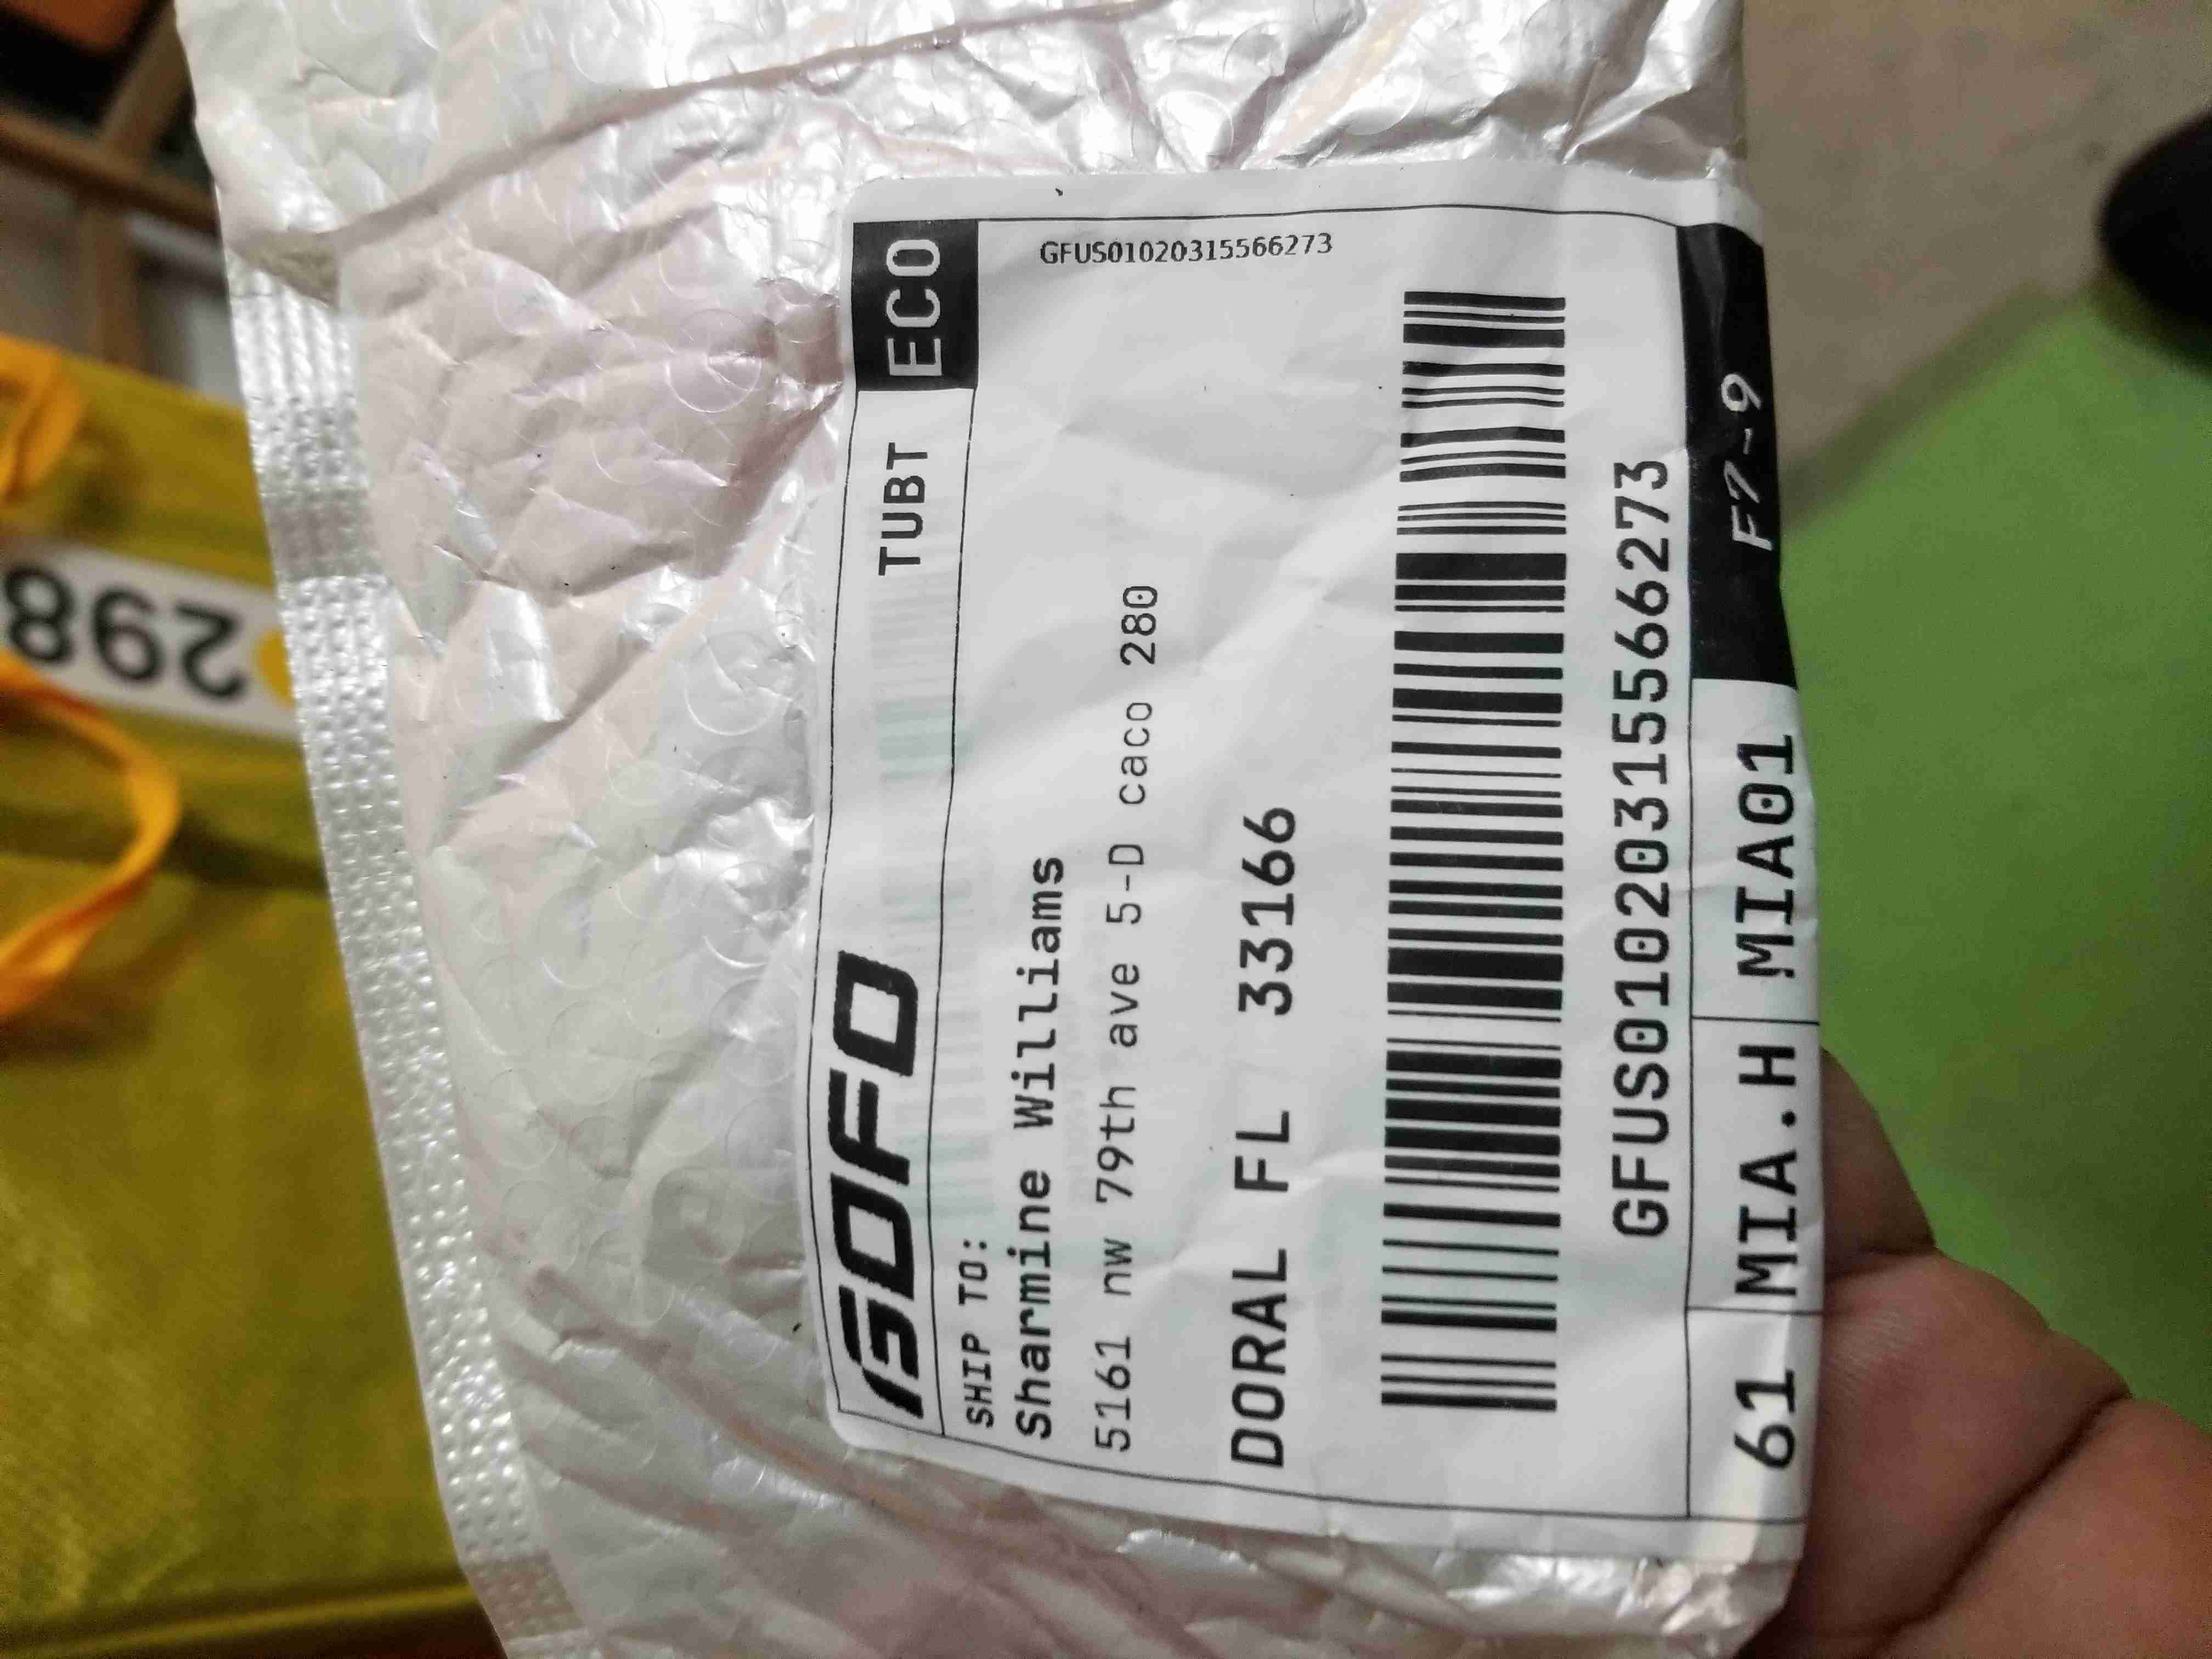 GOFO TUBT ECO
GFUS01020315566273
SHIP TO:
Sharmine Williams
5161 nw 79th ave 5-D caco 280
DORAL FL 33166
GFUS01020315566273
61 MIA.H MIA01 F7-9
298